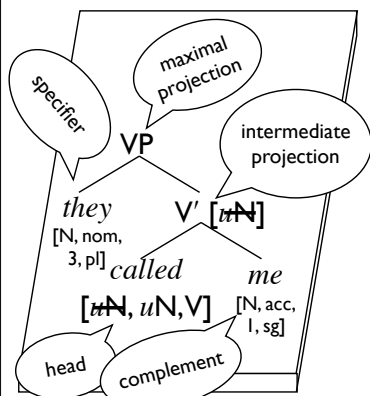 maximal
projection
specifier
intermediate
projection
VP
they
[N, nom,
3, pl]
V′ [uN]
called
[uN, uN, V]
me
[N, acc,
1, sg]
head
complement